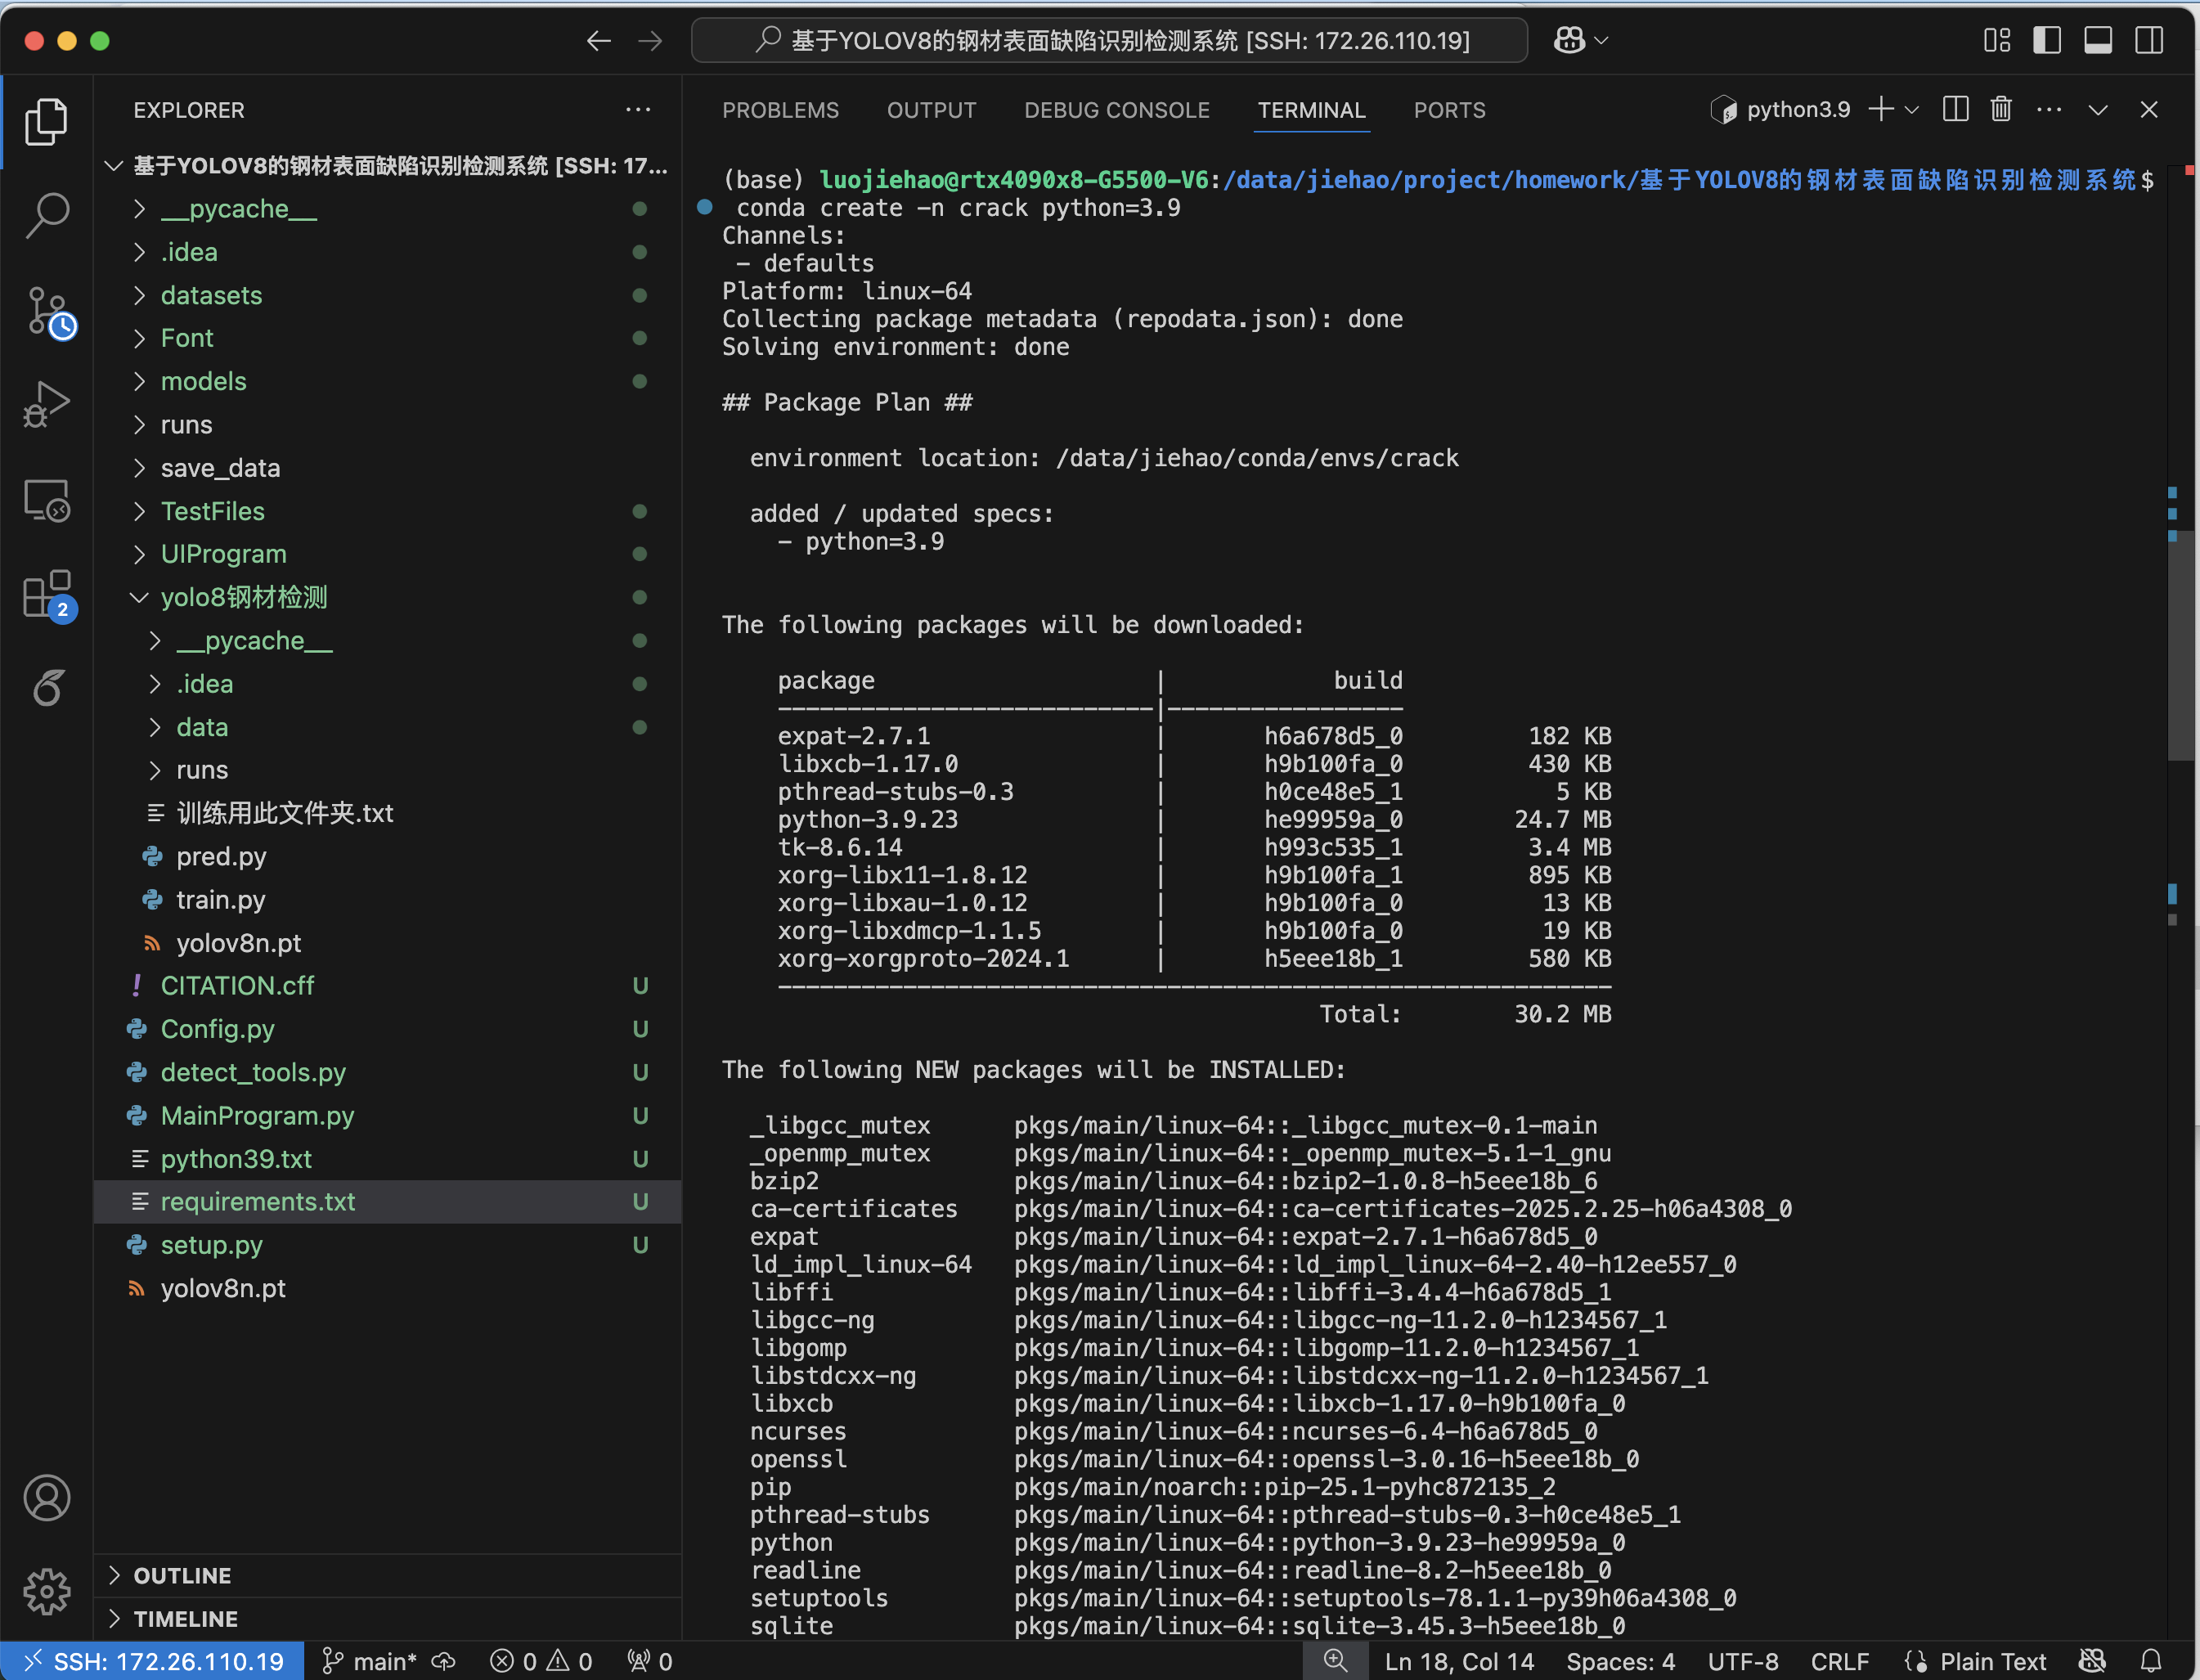 基于YOLOV8的钢材表面缺陷识别检测系统 [SSH: 172.26.110.19]
EXPLORER
基于YOLOV8的钢材表面缺陷识别检测系统 [SSH: 17...
__pycache__
.idea
datasets
Font
models
runs
save_data
TestFiles
UIProgram
yolo8钢材检测
__pycache__
.idea
data
runs
训练用此文件夹.txt
pred.py
train.py
yolov8n.pt
CITATION.cff U
Config.py U
detect_tools.py U
MainProgram.py U
python39.txt U
requirements.txt U
setup.py U
yolov8n.pt
OUTLINE
TIMELINE
2
PROBLEMS OUTPUT DEBUG CONSOLE TERMINAL PORTS python3.9
(base) luojiehao@rtx4090x8-G5500-V6:/data/jiehao/project/homework/基于YOLOV8的钢材表面缺陷识别检测系统$
conda create -n crack python=3.9
Channels:
- defaults
Platform: linux-64
Collecting package metadata (repodata.json): done
Solving environment: done
## Package Plan ##
environment location: /data/jiehao/conda/envs/crack
added / updated specs:
- python=3.9
The following packages will be downloaded:
package | build
---------------------------|-----------------
expat-2.7.1 | h6a678d5_0 182 KB
libxcb-1.17.0 | h9b100fa_0 430 KB
pthread-stubs-0.3 | h0ce48e5_1 5 KB
python-3.9.23 | he99959a_0 24.7 MB
tk-8.6.14 | h993c535_1 3.4 MB
xorg-libx11-1.8.12 | h9b100fa_1 895 KB
xorg-libxau-1.0.12 | h9b100fa_0 13 KB
xorg-libxdmcp-1.1.5 | h9b100fa_0 19 KB
xorg-xorgproto-2024.1 | h5eee18b_1 580 KB
------------------------------------------------------------
Total: 30.2 MB
The following NEW packages will be INSTALLED:
_libgcc_mutex pkgs/main/linux-64::_libgcc_mutex-0.1-main
_openmp_mutex pkgs/main/linux-64::_openmp_mutex-5.1-1_gnu
bzip2 pkgs/main/linux-64::bzip2-1.0.8-h5eee18b_6
ca-certificates pkgs/main/linux-64::ca-certificates-2025.2.25-h06a4308_0
expat pkgs/main/linux-64::expat-2.7.1-h6a678d5_0
ld_impl_linux-64 pkgs/main/linux-64::ld_impl_linux-64-2.40-h12ee557_0
libffi pkgs/main/linux-64::libffi-3.4.4-h6a678d5_1
libgcc-ng pkgs/main/linux-64::libgcc-ng-11.2.0-h1234567_1
libgomp pkgs/main/linux-64::libgomp-11.2.0-h1234567_1
libstdcxx-ng pkgs/main/linux-64::libstdcxx-ng-11.2.0-h1234567_1
libxcb pkgs/main/linux-64::libxcb-1.17.0-h9b100fa_0
ncurses pkgs/main/linux-64::ncurses-6.4-h6a678d5_0
openssl pkgs/main/linux-64::openssl-3.0.16-h5eee18b_0
pip pkgs/main/noarch::pip-25.1-pyhc872135_2
pthread-stubs pkgs/main/linux-64::pthread-stubs-0.3-h0ce48e5_1
python pkgs/main/linux-64::python-3.9.23-he99959a_0
readline pkgs/main/linux-64::readline-8.2-h5eee18b_0
setuptools pkgs/main/linux-64::setuptools-78.1.1-py39h06a4308_0
sqlite pkgs/main/linux-64::sqlite-3.45.3-h5eee18b_0
SSH: 172.26.110.19 main* 0 0 0 Ln 18, Col 14 Spaces: 4 UTF-8 CRLF Plain Text